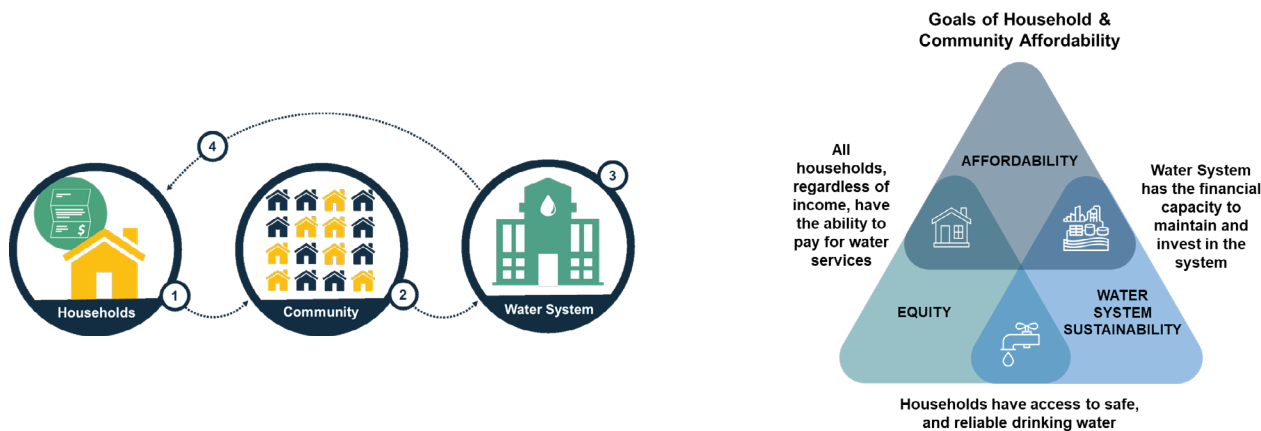 4
3
$
1
2
Households
Community
Water System
Goals of Household &
Community Affordability
All
households,
regardless of
income, have
the ability to
pay for water
services
AFFORDABILITY
Water System
has the financial
capacity to
maintain and
invest in the
system
EQUITY
WATER
SYSTEM
SUSTAINABILITY
Households have access to safe,
and reliable drinking water